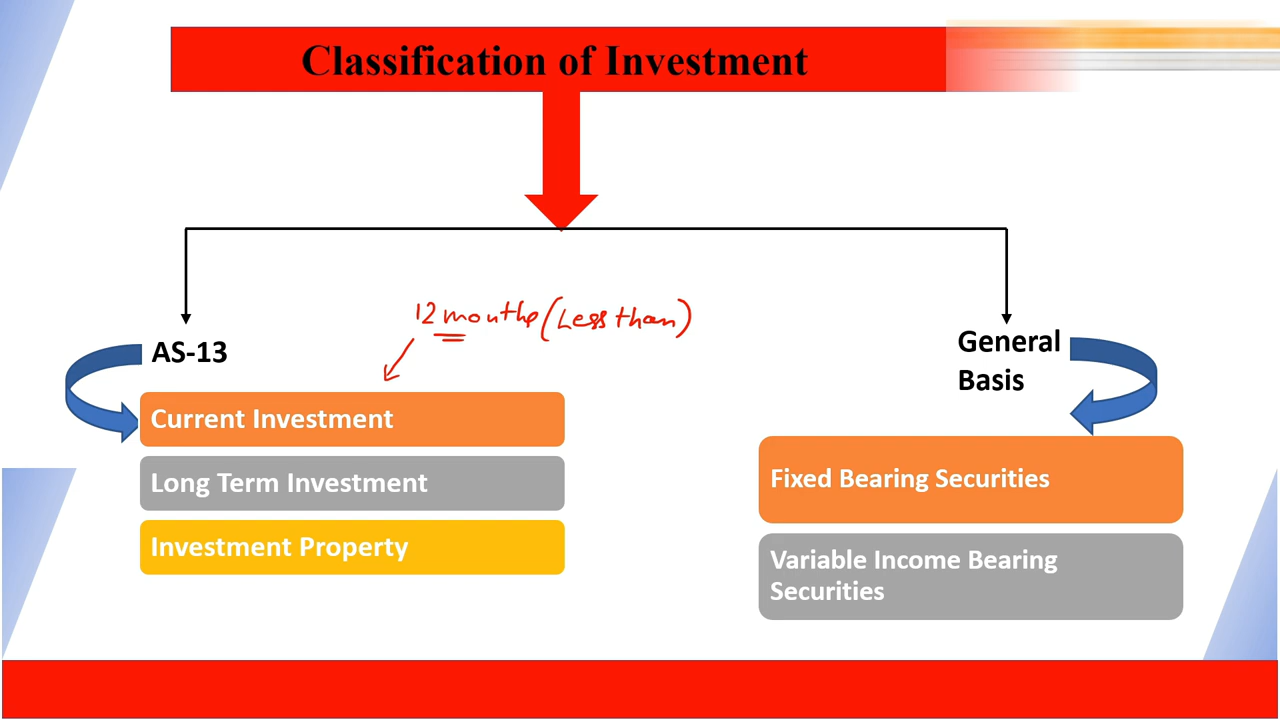 Classification of Investment
12 months (Less than)
AS-13
Current Investment
Long Term Investment
Investment Property
General
Basis
Fixed Bearing Securities
Variable Income Bearing
Securities